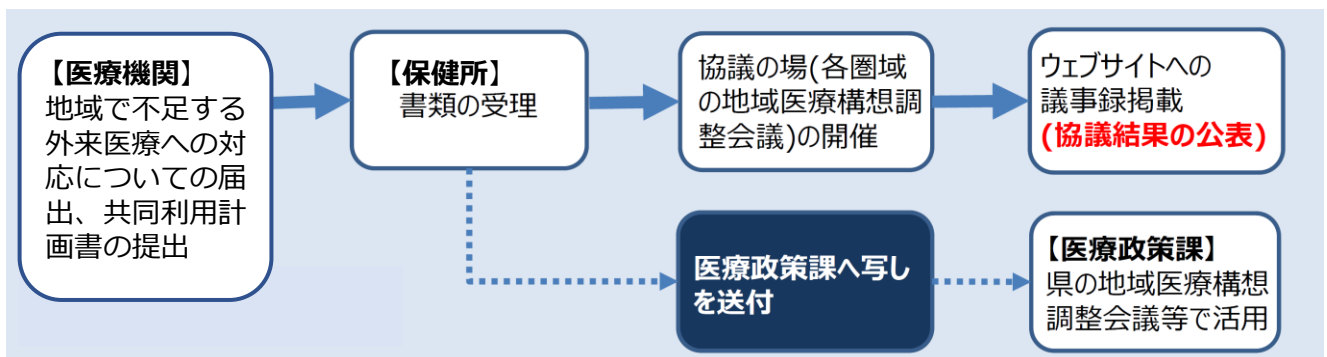 【医療機関】
地域で不足する
外来医療への対
応についての届
出、共同利用計
画書の提出
【保健所】
書類の受理
協議の場(各圏域
の地域医療構想調
整会議)の開催
ウェブサイトへの
議事録掲載
(協議結果の公表)
医療政策課へ写し
を送付
【医療政策課】
県の地域医療構想
調整会議等で活用